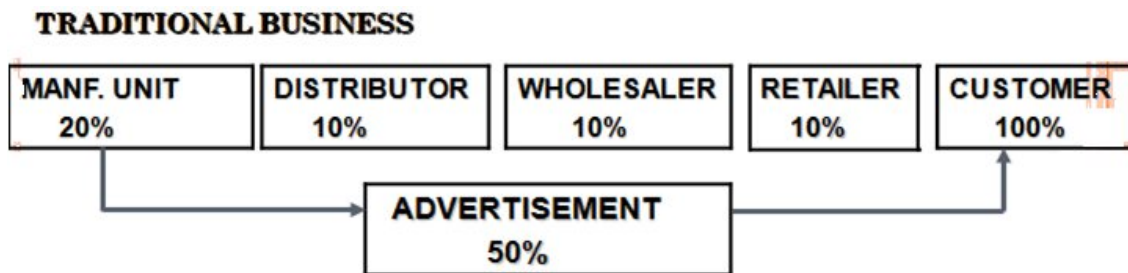 TRADITIONAL BUSINESS
MANF. UNIT
20%
DISTRIBUTOR
10%
WHOLESALER
10%
RETAILER
10%
CUSTOMER
100%
ADVERTISEMENT
50%